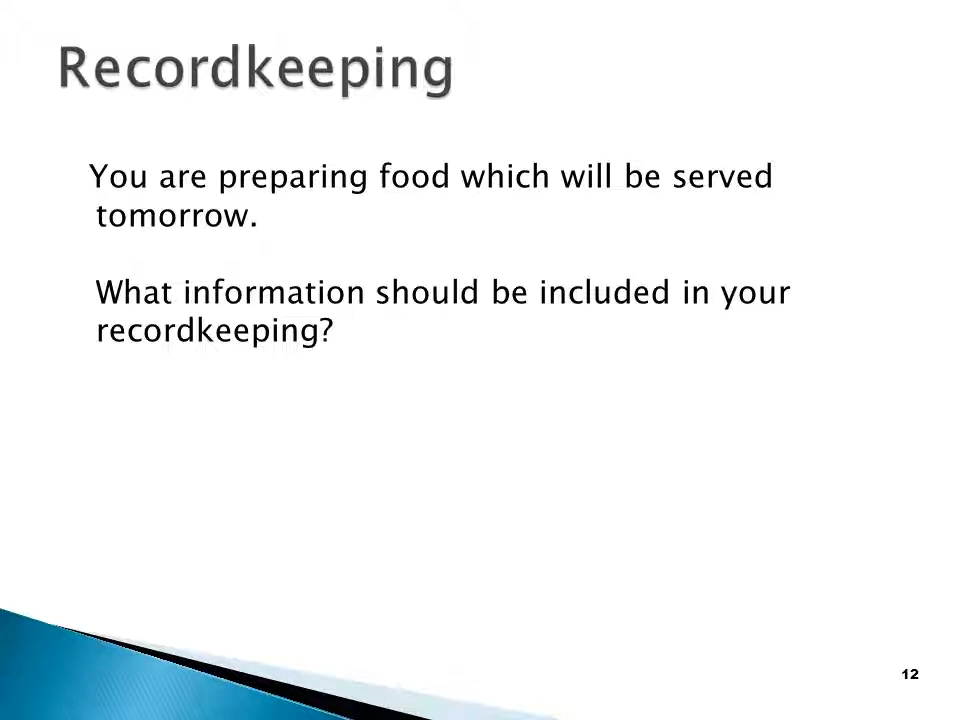 Recordkeeping
You are preparing food which will be served
tomorrow.
What information should be included in your
recordkeeping?
12